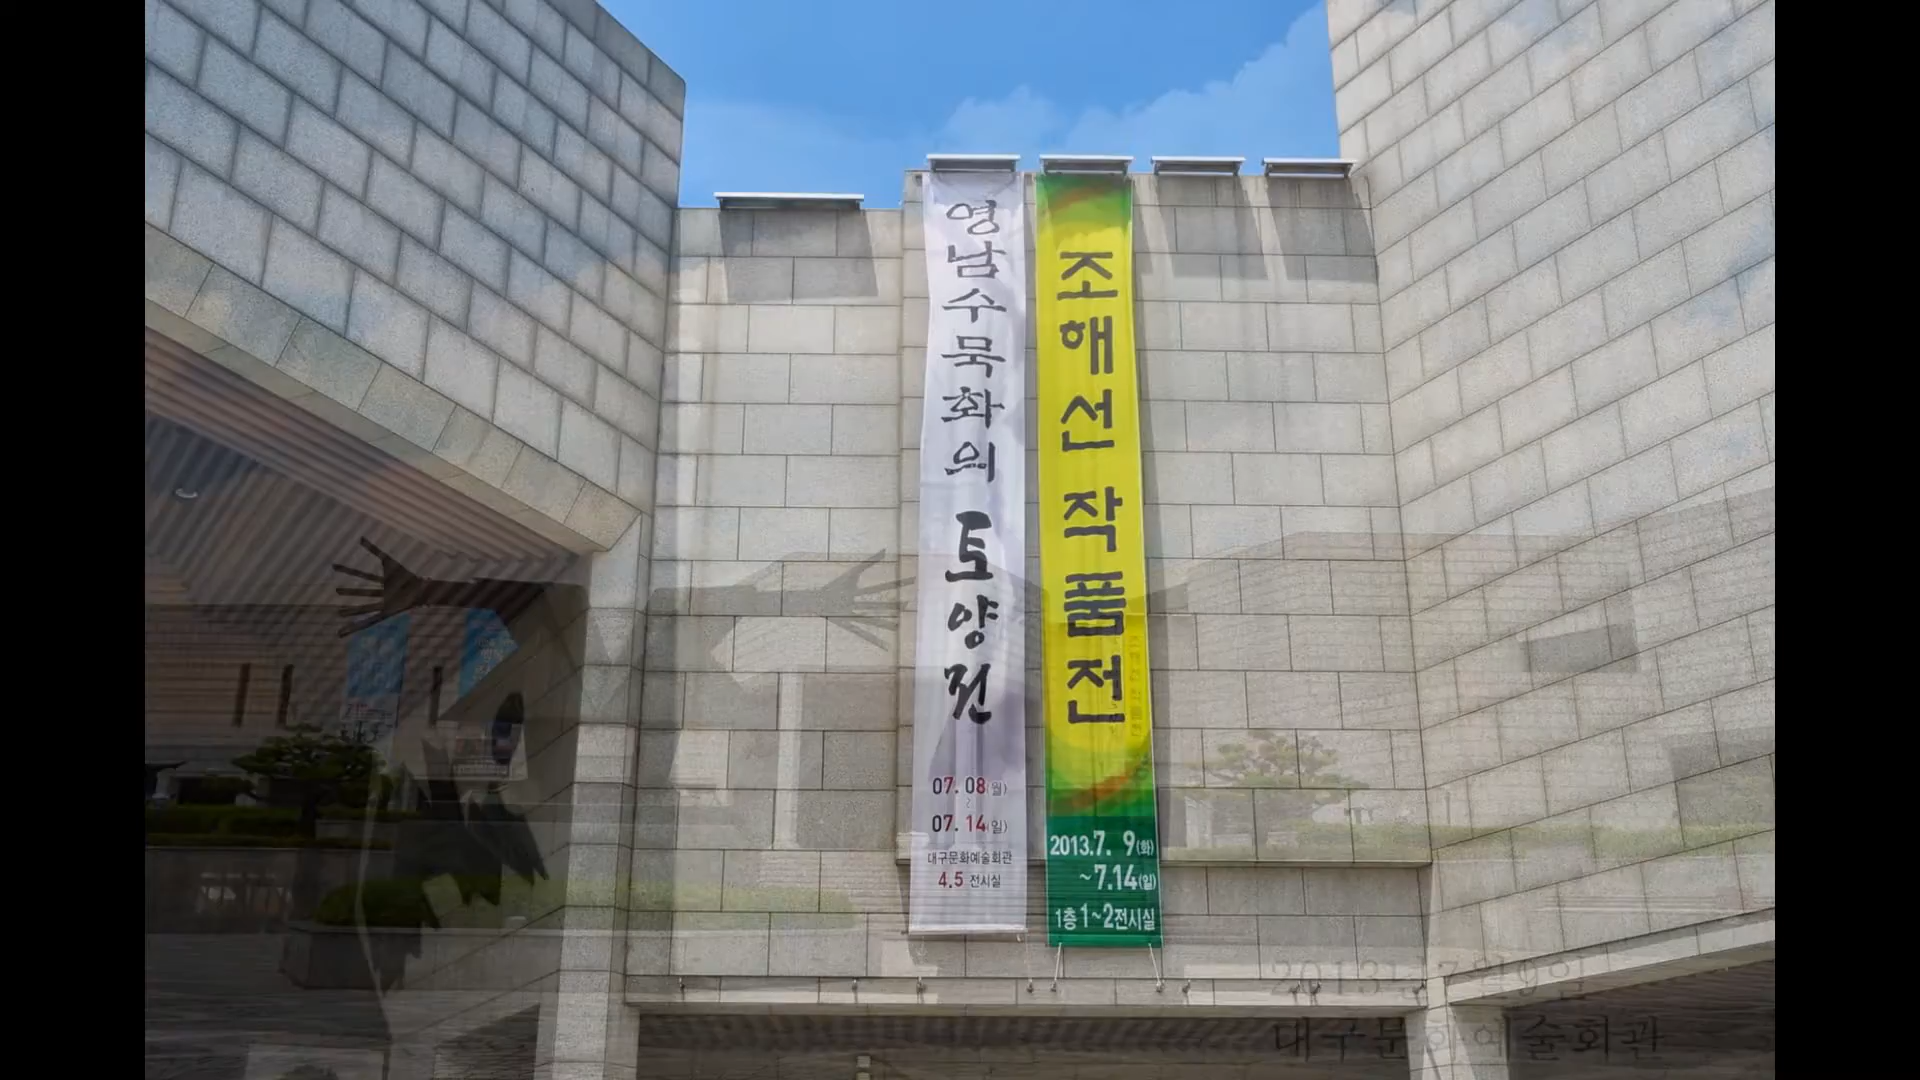 영남수묵화의 토양전
07. 08(월)
~
07. 14(일)
대구문화예술회관
4.5 전시실
조해선 작품전
2013.7. 9(화)
~7.14(일)
1층 1~2전시실
2013년 7월9일
대구문화예술회관